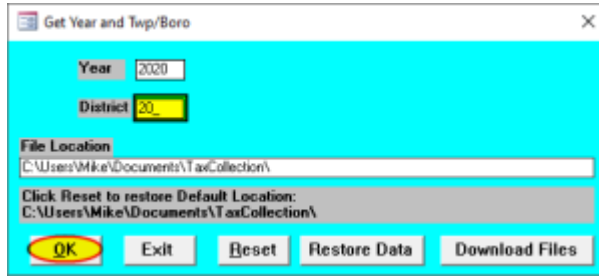 Get Year and Twp/Boro
Year 2020
District 20_
File Location
C:\Users\Mike\Documents\TaxCollection\
Click Reset to restore Default Location:
C:\Users\Mike\Documents\TaxCollection\
OK Exit Reset Restore Data Download Files